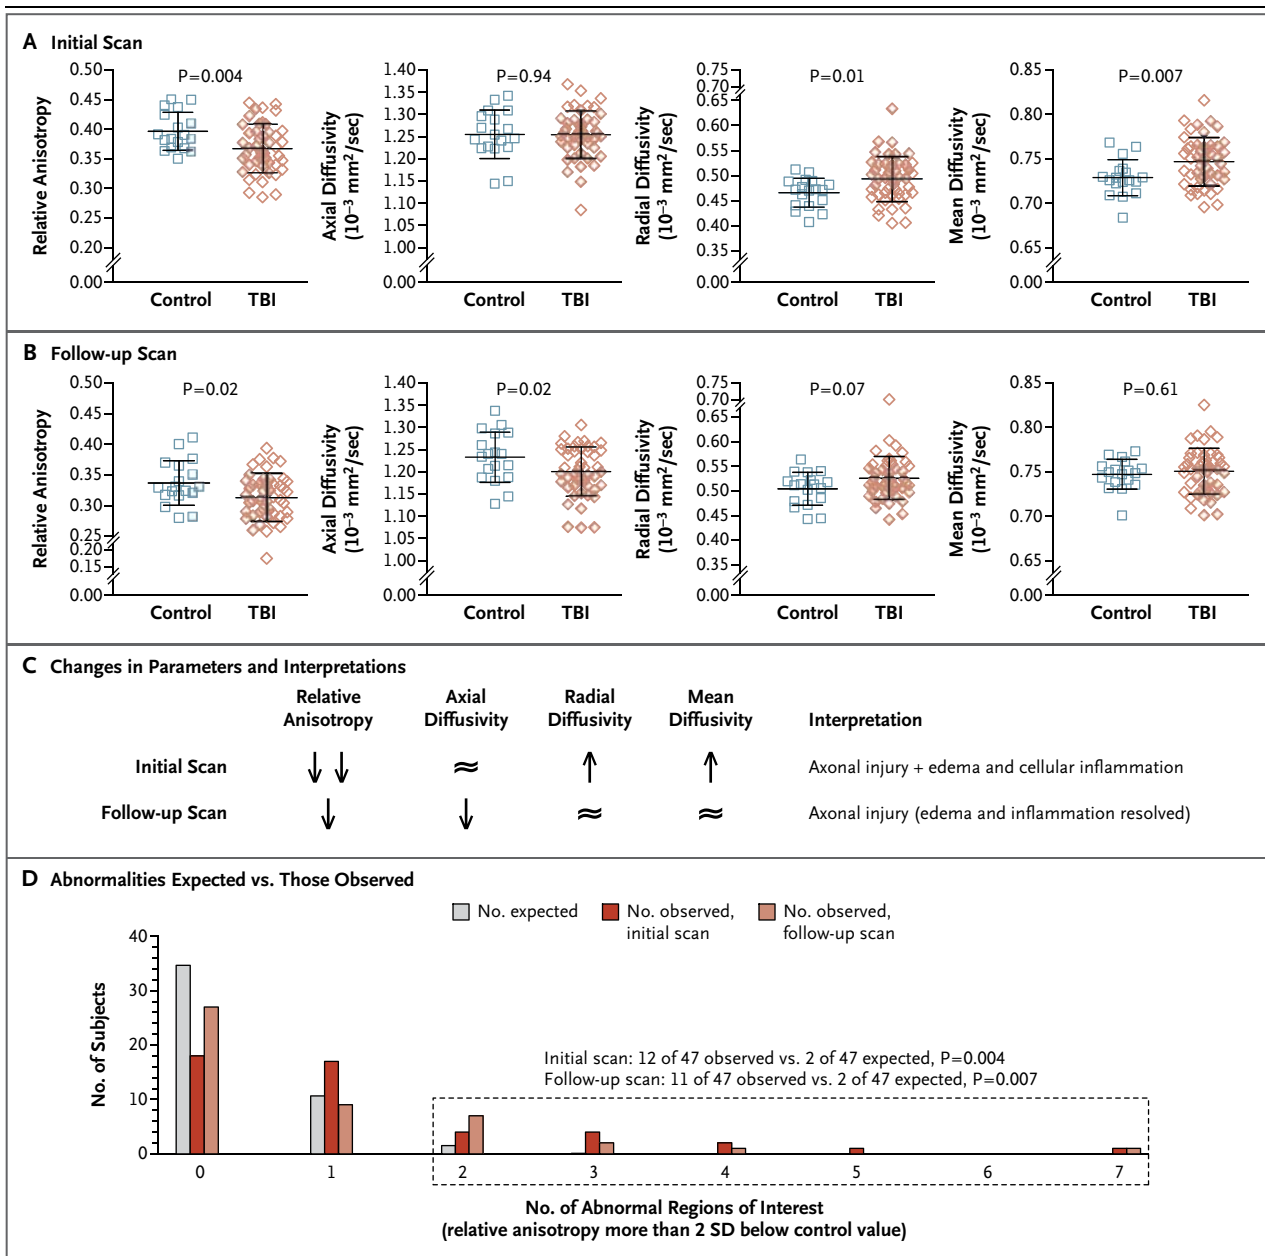 A Initial Scan
Relative Anisotropy
0.50
0.45
0.40
0.35
0.30
0.25
0.20
0.00
P=0.004
Control TBI
Axial Diffusivity
(10⁻³ mm²/sec)
1.40
1.35
1.30
1.25
1.20
1.15
1.10
1.05
1.00
0.00
P=0.94
Control TBI
Radial Diffusivity
(10⁻³ mm²/sec)
0.75
0.70
0.65
0.60
0.55
0.50
0.45
0.40
0.35
0.00
P=0.01
Control TBI
Mean Diffusivity
(10⁻³ mm²/sec)
0.85
0.80
0.75
0.70
0.65
0.00
P=0.007
Control TBI
B Follow-up Scan
Relative Anisotropy
0.50
0.45
0.40
0.35
0.30
0.25
0.20
0.15
0.00
P=0.02
Control TBI
Axial Diffusivity
(10⁻³ mm²/sec)
1.40
1.35
1.30
1.25
1.20
1.15
1.10
1.05
1.00
0.00
P=0.02
Control TBI
Radial Diffusivity
(10⁻³ mm²/sec)
0.75
0.70
0.65
0.60
0.55
0.50
0.45
0.40
0.35
0.00
P=0.07
Control TBI
Mean Diffusivity
(10⁻³ mm²/sec)
0.85
0.80
0.75
0.70
0.65
0.00
P=0.61
Control TBI
C Changes in Parameters and Interpretations
Relative Anisotropy
Axial Diffusivity
Radial Diffusivity
Mean Diffusivity
Interpretation
Initial Scan ↓↓ ≈ ↑ ↑ Axonal injury + edema and cellular inflammation
Follow-up Scan ↓ ↓ ≈ ≈ Axonal injury (edema and inflammation resolved)
D Abnormalities Expected vs. Those Observed
No. expected
No. observed,
initial scan
No. observed,
follow-up scan
No. of Subjects
40
30
20
10
0
Initial scan: 12 of 47 observed vs. 2 of 47 expected, P=0.004
Follow-up scan: 11 of 47 observed vs. 2 of 47 expected, P=0.007
0 1 2 3 4 5 6 7
No. of Abnormal Regions of Interest
(relative anisotropy more than 2 SD below control value)